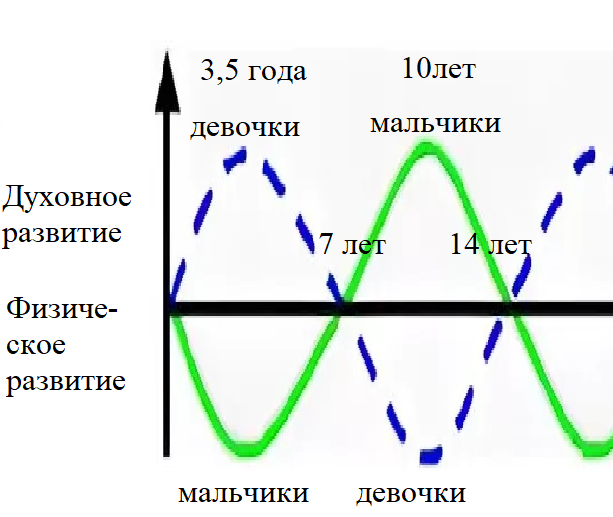 3,5 года
10лет
девочки
мальчики
Духовное
развитие
7 лет
14 лет
Физиче-
ское
развитие
мальчики
девочки